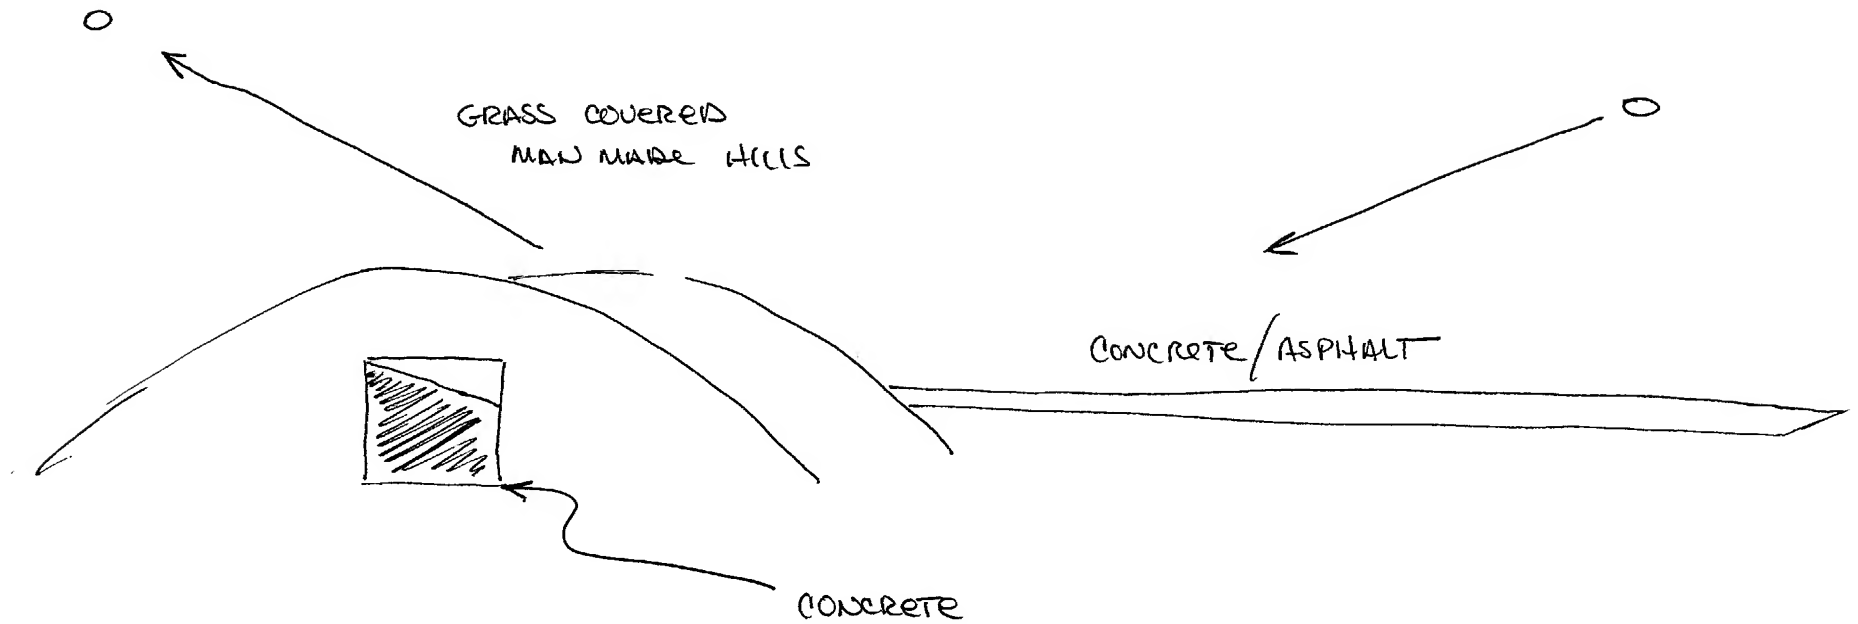 GRASS COVERED
MAN MADE HILLS
CONCRETE/ASPHALT
CONCRETE